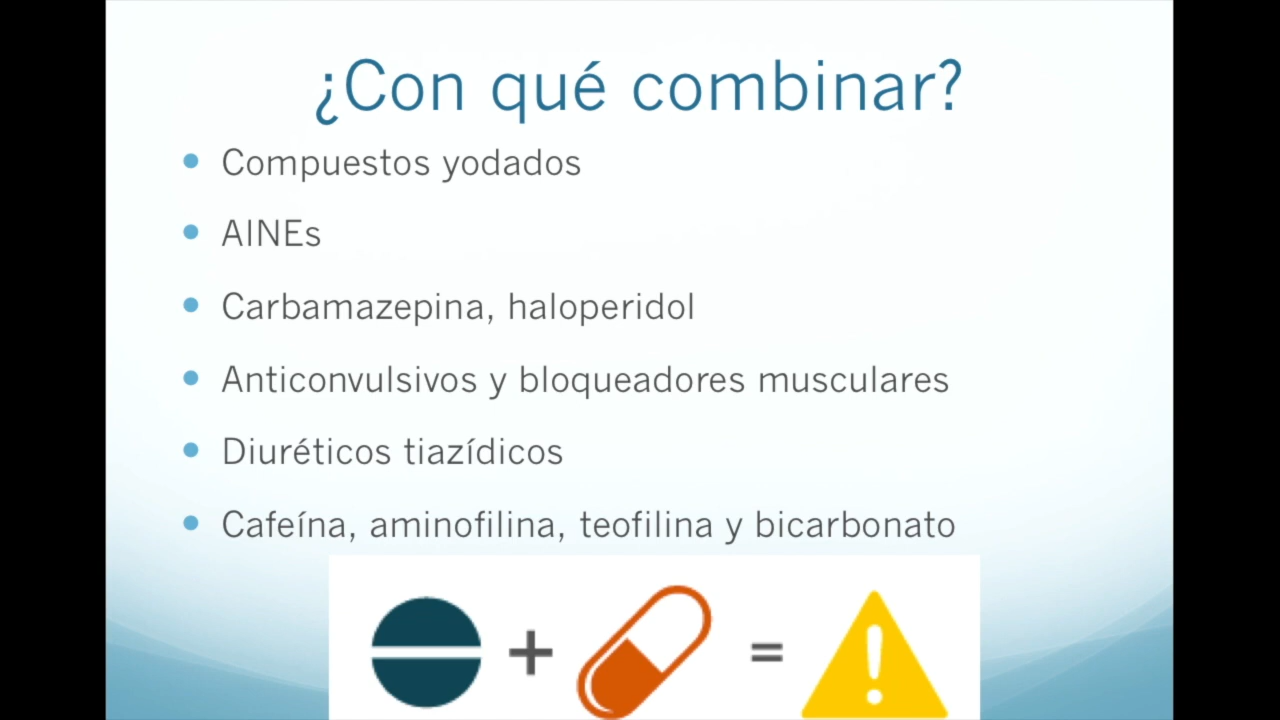 ¿Con qué combinar?
Compuestos yodados
AINEs
Carbamazepina, haloperidol
Anticonvulsivos y bloqueadores musculares
Diuréticos tiazídicos
Cafeína, aminofilina, teofilina y bicarbonato
+ = !